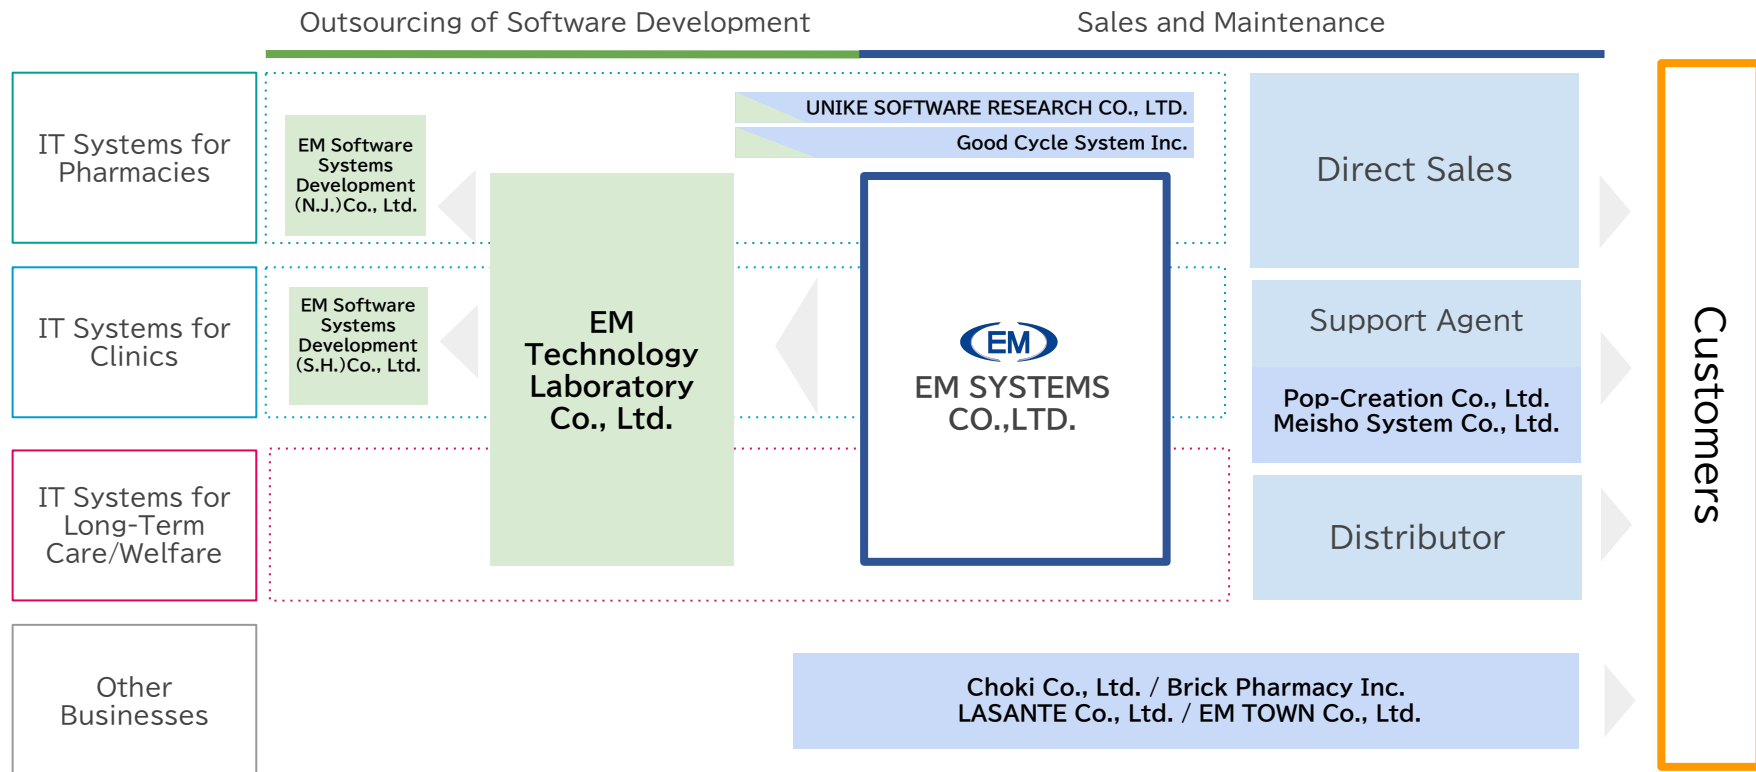 Outsourcing of Software Development
Sales and Maintenance
IT Systems for
Pharmacies
EM Software
Systems
Development
(N.J.)Co., Ltd.
UNIKE SOFTWARE RESEARCH CO., LTD.
Good Cycle System Inc.
Direct Sales
IT Systems for
Clinics
EM Software
Systems
Development
(S.H.)Co., Ltd.
EM
Technology
Laboratory
Co., Ltd.
EM
EM SYSTEMS
CO.,LTD.
Support Agent
Pop-Creation Co., Ltd.
Meisho System Co., Ltd.
IT Systems for
Long-Term
Care/Welfare
Distributor
Customers
Other
Businesses
Choki Co., Ltd. / Brick Pharmacy Inc.
LASANTE Co., Ltd. / EM TOWN Co., Ltd.